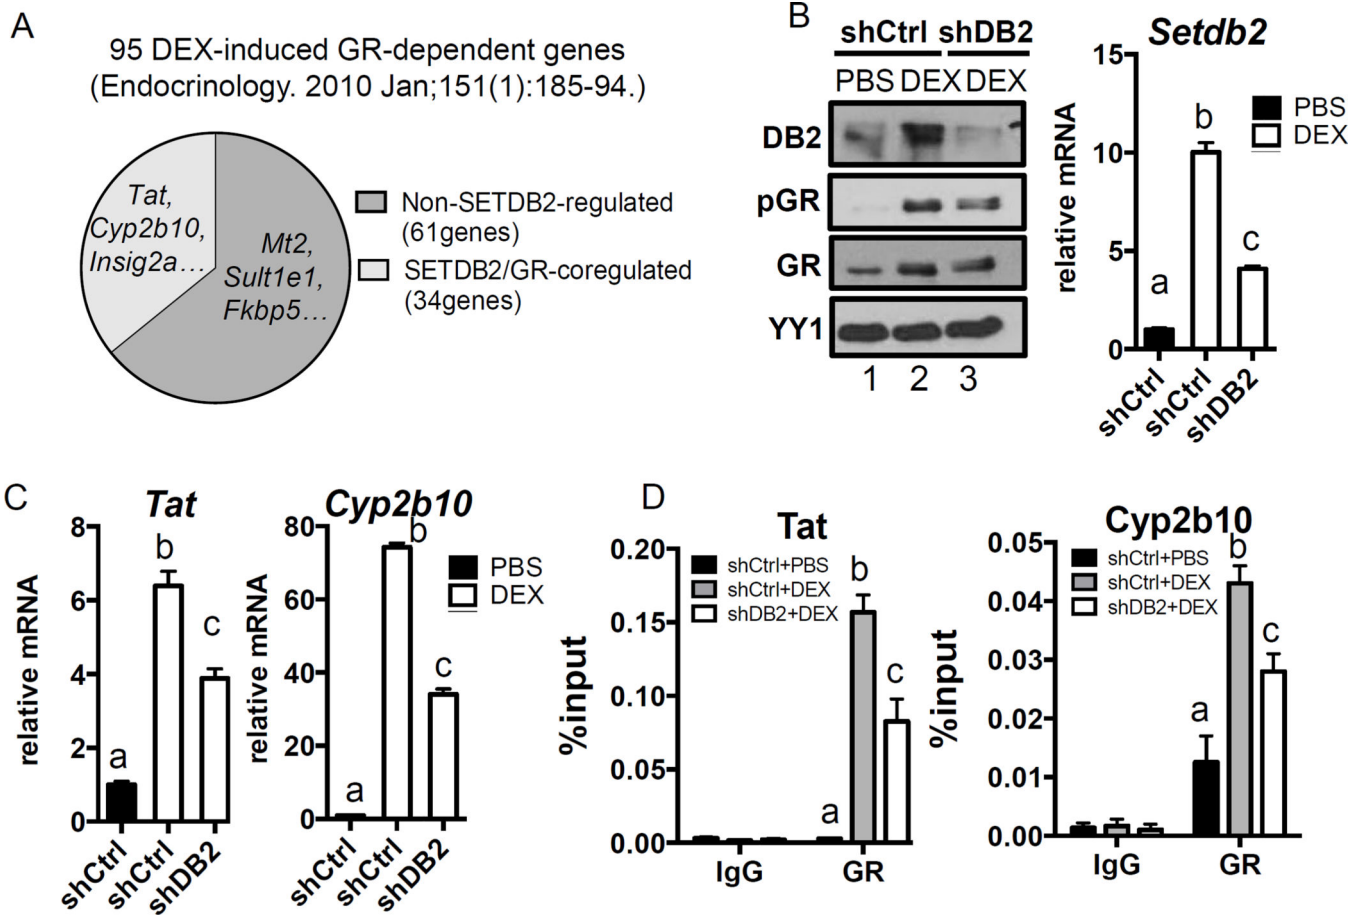 A
95 DEX-induced GR-dependent genes
(Endocrinology. 2010 Jan;151(1):185-94.)
Tat,
Cyp2b10,
Insig2a…
Mt2,
Sult1e1,
Fkbp5…
Non-SETDB2-regulated
(61genes)
SETDB2/GR-coregulated
(34genes)
B
shCtrl shDB2
PBS DEX DEX
DB2
pGR
GR
YY1
1 2 3
Setdb2
relative mRNA
15
10
5
0
a
b
c
PBS
DEX
shCtrl
shCtrl
shDB2
C
Tat
relative mRNA
8
6
4
2
0
a
b
c
shCtrl
shCtrl
shDB2
Cyp2b10
relative mRNA
80
60
40
20
0
a
b
c
PBS
DEX
shCtrl
shCtrl
shDB2
D
Tat
%input
0.20
0.15
0.10
0.05
0.00
shCtrl+PBS
shCtrl+DEX
shDB2+DEX
a
b
c
IgG
GR
Cyp2b10
%input
0.05
0.04
0.03
0.02
0.01
0.00
shCtrl+PBS
shCtrl+DEX
shDB2+DEX
a
b
c
IgG
GR